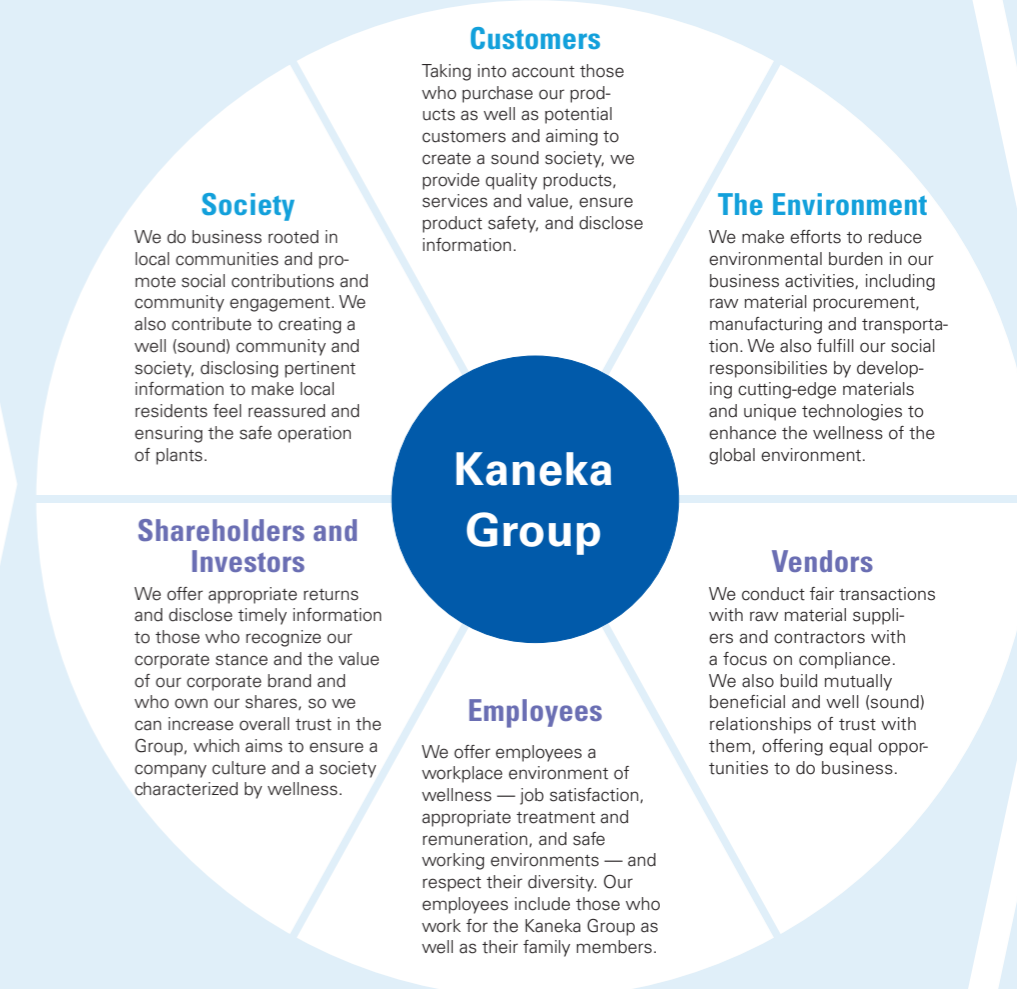 Customers
Taking into account those
who purchase our prod-
ucts as well as potential
customers and aiming to
create a sound society, we
provide quality products,
services and value, ensure
product safety, and disclose
information.
Society
We do business rooted in
local communities and pro-
mote social contributions and
community engagement. We
also contribute to creating a
well (sound) community and
society, disclosing pertinent
information to make local
residents feel reassured and
ensuring the safe operation
of plants.
The Environment
We make efforts to reduce
environmental burden in our
business activities, including
raw material procurement,
manufacturing and transporta-
tion. We also fulfill our social
responsibilities by develop-
ing cutting-edge materials
and unique technologies to
enhance the wellness of the
global environment.
Kaneka
Group
Shareholders and
Investors
We offer appropriate returns
and disclose timely information
to those who recognize our
corporate stance and the value
of our corporate brand and
who own our shares, so we
can increase overall trust in the
Group, which aims to ensure a
company culture and a society
characterized by wellness.
Employees
We offer employees a
workplace environment of
wellness — job satisfaction,
appropriate treatment and
remuneration, and safe
working environments — and
respect their diversity. Our
employees include those who
work for the Kaneka Group as
well as their family members.
Vendors
We conduct fair transactions
with raw material suppli-
ers and contractors with
a focus on compliance.
We also build mutually
beneficial and well (sound)
relationships of trust with
them, offering equal oppor-
tunities to do business.